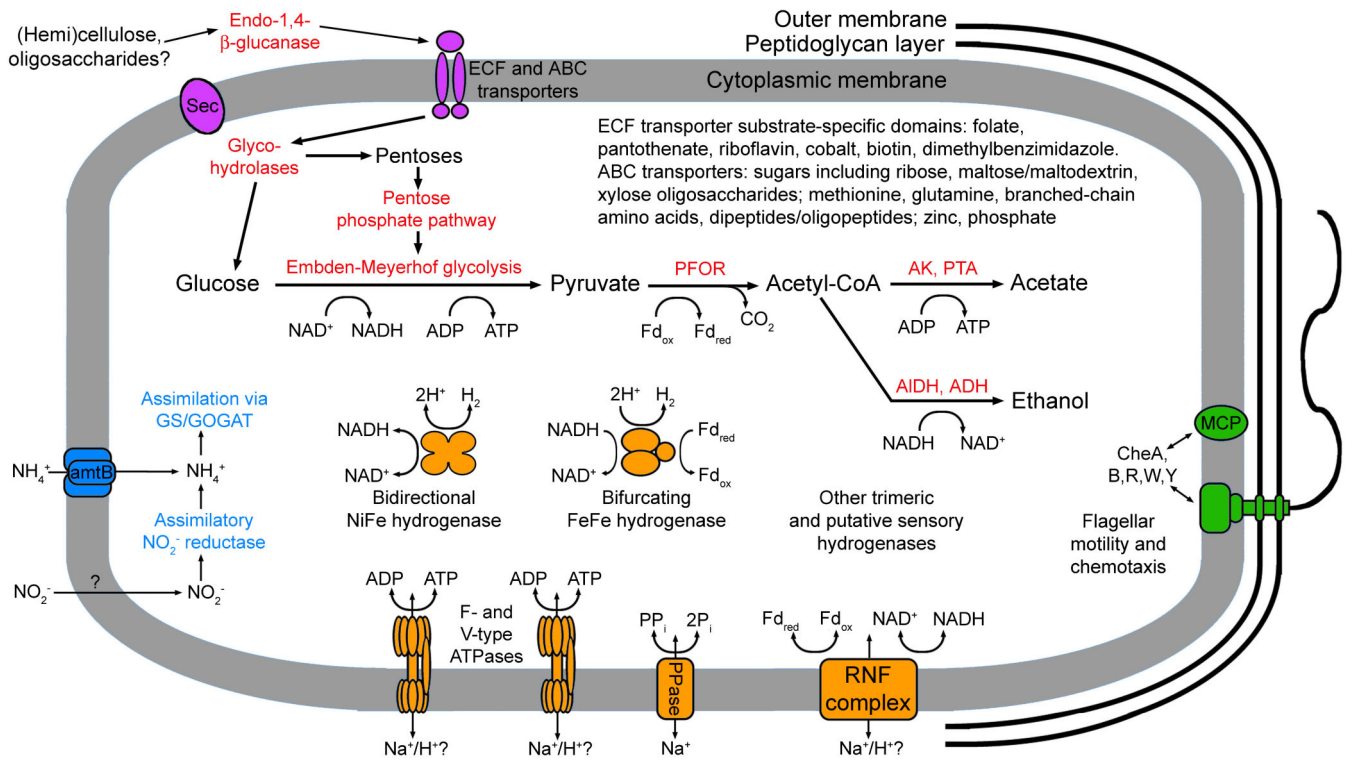 (Hemi)cellulose,
oligosaccharides?
Endo-1,4-
β-glucanase
Outer membrane
Peptidoglycan layer
Cytoplasmic membrane
ECF and ABC
transporters
Sec
ECF transporter substrate-specific domains: folate,
pantothenate, riboflavin, cobalt, biotin, dimethylbenzimidazole.
ABC transporters: sugars including ribose, maltose/maltodextrin,
xylose oligosaccharides; methionine, glutamine, branched-chain
amino acids, dipeptides/oligopeptides; zinc, phosphate
Glyco-
hydrolases
Pentoses
Pentose
phosphate pathway
Glucose
Embden-Meyerhof glycolysis
Pyruvate
PFOR
Acetyl-CoA
AK, PTA
Acetate
NAD⁺
NADH
ADP
ATP
Fd_ox
Fd_red
CO₂
ADP
ATP
AlDH, ADH
Ethanol
NADH
NAD⁺
Assimilation via
GS/GOGAT
NH₄⁺
amtB
NH₄⁺
Assimilatory
NO₂⁻ reductase
NO₂⁻
?
NO₂⁻
2H⁺
H₂
NADH
NAD⁺
Bidirectional
NiFe hydrogenase
2H⁺
H₂
NADH
NAD⁺
Fd_red
Fd_ox
Bifurcating
FeFe hydrogenase
Other trimeric
and putative sensory
hydrogenases
MCP
CheA,
B,R,W,Y
Flagellar
motility and
chemotaxis
ADP
ATP
F- and
V-type
ATPases
ADP
ATP
PPᵢ
2Pᵢ
PPase
Fd_red
Fd_ox
NAD⁺
NADH
RNF
complex
Na⁺/H⁺?
Na⁺/H⁺?
Na⁺
Na⁺/H⁺?